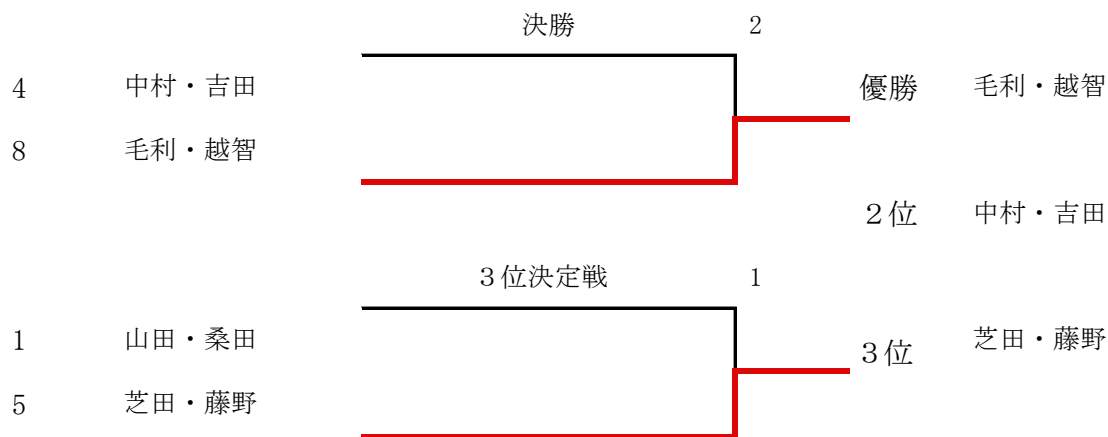 決勝 2
4 中村・吉田 優勝 毛利・越智
8 毛利・越智
２位 中村・吉田
３位決定戦 1
1 山田・桑田 ３位 芝田・藤野
5 芝田・藤野